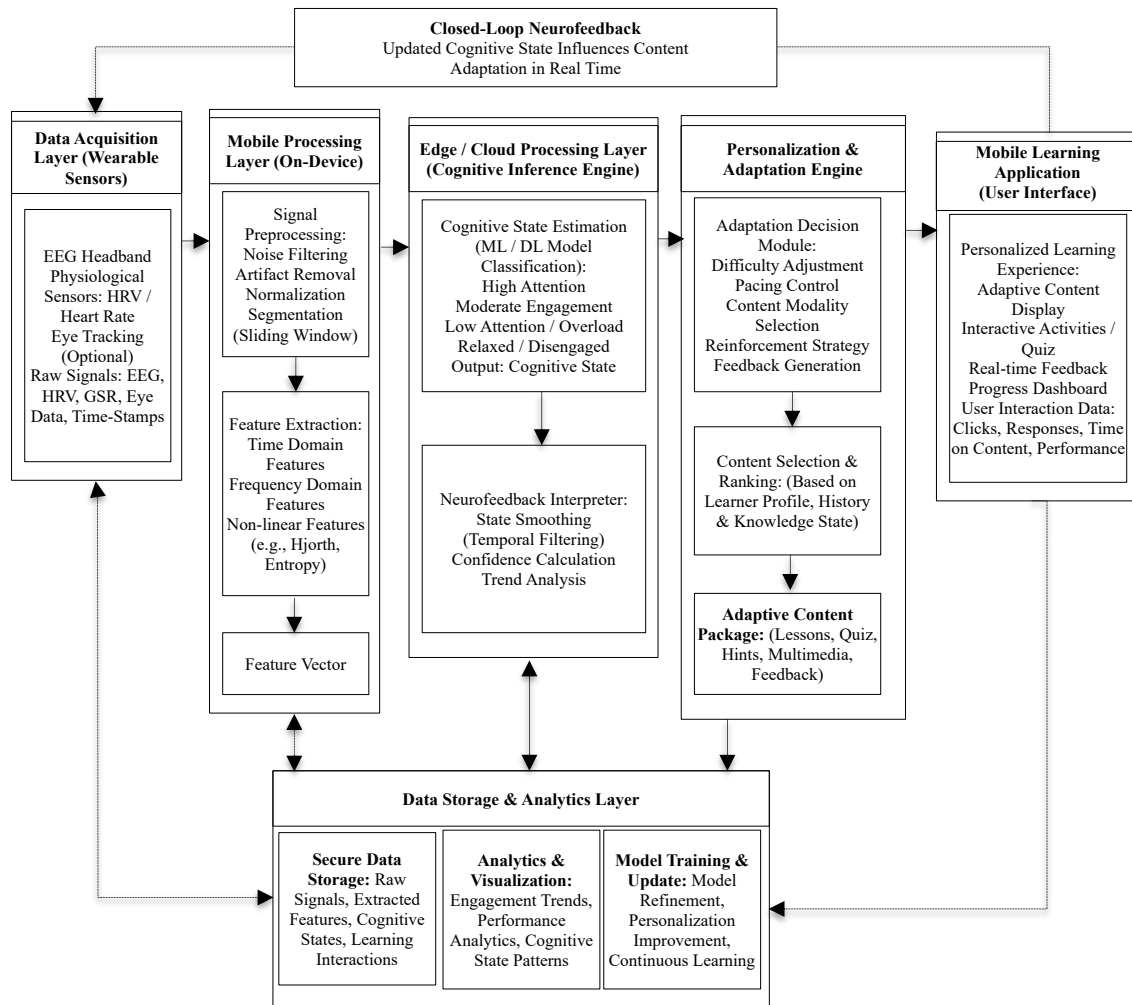 Closed-Loop Neurofeedback
Updated Cognitive State Influences Content
Adaptation in Real Time
Data Acquisition
Layer (Wearable
Sensors)
EEG Headband
Physiological
Sensors: HRV /
Heart Rate
Eye Tracking
(Optional)
Raw Signals: EEG,
HRV, GSR, Eye
Data, Time-Stamps
Mobile Processing
Layer (On-Device)
Signal
Preprocessing:
Noise Filtering
Artifact Removal
Normalization
Segmentation
(Sliding Window)
Feature Extraction:
Time Domain
Features
Frequency Domain
Features
Non-linear Features
(e.g., Hjorth,
Entropy)
Feature Vector
Edge / Cloud Processing Layer
(Cognitive Inference Engine)
Cognitive State Estimation
(ML / DL Model
Classification):
High Attention
Moderate Engagement
Low Attention / Overload
Relaxed / Disengaged
Output: Cognitive State
Neurofeedback Interpreter:
State Smoothing
(Temporal Filtering)
Confidence Calculation
Trend Analysis
Personalization &
Adaptation Engine
Adaptation Decision
Module:
Difficulty Adjustment
Pacing Control
Content Modality
Selection
Reinforcement Strategy
Feedback Generation
Content Selection &
Ranking: (Based on
Learner Profile, History
& Knowledge State)
Adaptive Content
Package: (Lessons, Quiz,
Hints, Multimedia,
Feedback)
Mobile Learning
Application
(User Interface)
Personalized Learning
Experience:
Adaptive Content
Display
Interactive Activities /
Quiz
Real-time Feedback
Progress Dashboard
User Interaction Data:
Clicks, Responses, Time
on Content, Performance
Data Storage & Analytics Layer
Secure Data
Storage: Raw
Signals, Extracted
Features, Cognitive
States, Learning
Interactions
Analytics &
Visualization:
Engagement Trends,
Performance
Analytics, Cognitive
State Patterns
Model Training &
Update: Model
Refinement,
Personalization
Improvement,
Continuous Learning